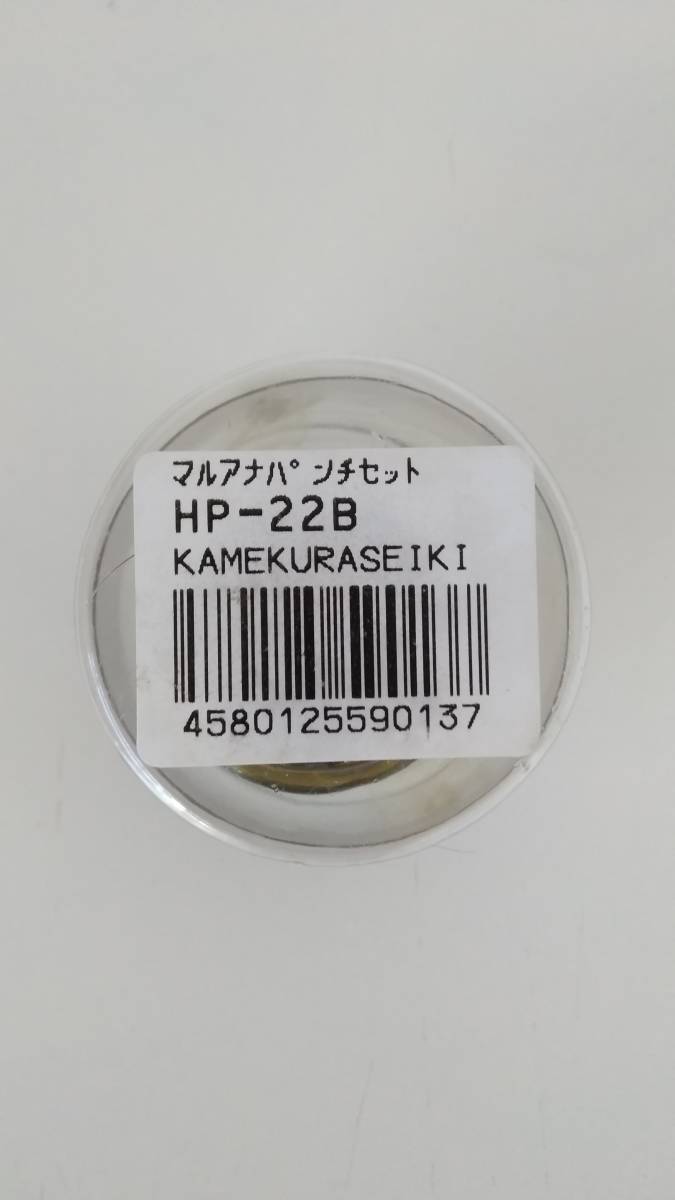 ﾏﾙｱﾅﾊﾟﾝﾁｾｯﾄ
HP-22B
KAMEKURASEIKI
4580125590137